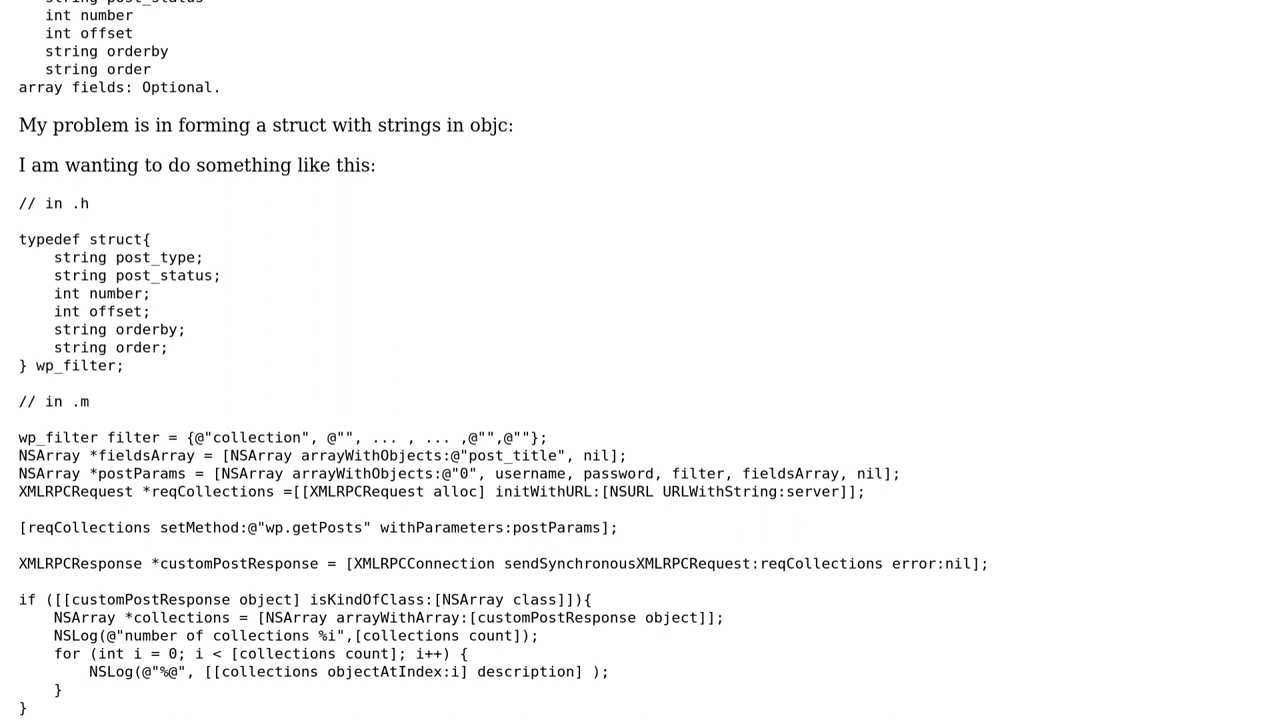 string post_status
int number
int offset
string orderby
string order
array fields: Optional.
My problem is in forming a struct with strings in objc:
I am wanting to do something like this:
// in .h
typedef struct{
string post_type;
string post_status;
int number;
int offset;
string orderby;
string order;
} wp_filter;
// in .m
wp_filter filter = {@"collection", @"", ... , ... ,@"",@""};
NSArray *fieldsArray = [NSArray arrayWithObjects:@"post_title", nil];
NSArray *postParams = [NSArray arrayWithObjects:@"0", username, password, filter, fieldsArray, nil];
XMLRPCRequest *reqCollections =[[XMLRPCRequest alloc] initWithURL:[NSURL URLWithString:server]];
[reqCollections setMethod:@"wp.getPosts" withParameters:postParams];
XMLRPCResponse *customPostResponse = [XMLRPCConnection sendSynchronousXMLRPCRequest:reqCollections error:nil];
if ([[customPostResponse object] isKindOfClass:[NSArray class]]){
NSArray *collections = [NSArray arrayWithArray:[customPostResponse object]];
NSLog(@"number of collections %i",[collections count]);
for (int i = 0; i < [collections count]; i++) {
NSLog(@"%@", [[collections objectAtIndex:i] description] );
}
}